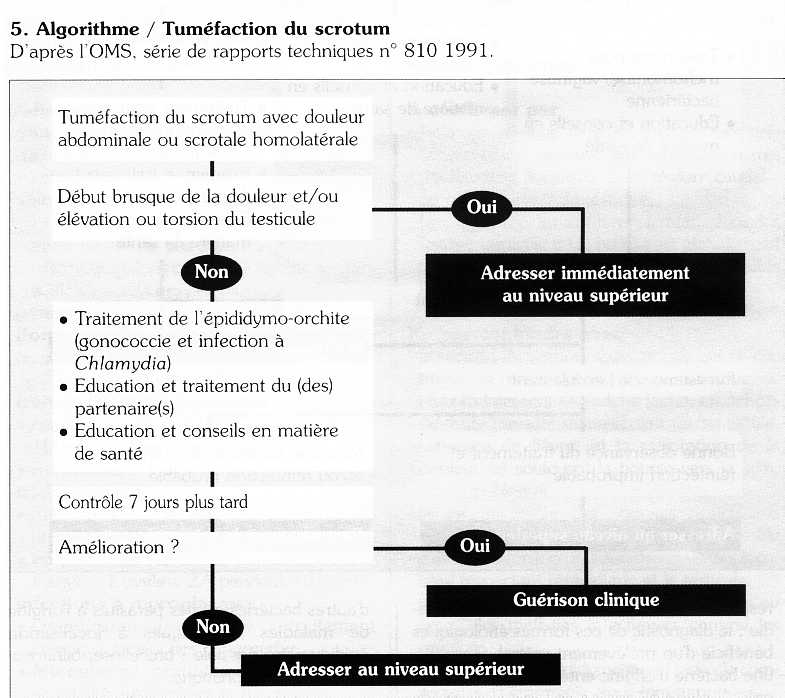 5. Algorithme / Tuméfaction du scrotum
D'après l'OMS, série de rapports techniques n° 810 1991.
Tuméfaction du scrotum avec douleur
abdominale ou scrotale homolatérale
Début brusque de la douleur et/ou
élévation ou torsion du testicule
Oui
Non
Adresser immédiatement
au niveau supérieur
• Traitement de l'épididymo-orchite
(gonococcie et infection à
Chlamydia)
• Education et traitement du (des)
partenaire(s)
• Education et conseils en matière
de santé
Contrôle 7 jours plus tard
Amélioration ?
Oui
Guérison clinique
Non
Adresser au niveau supérieur